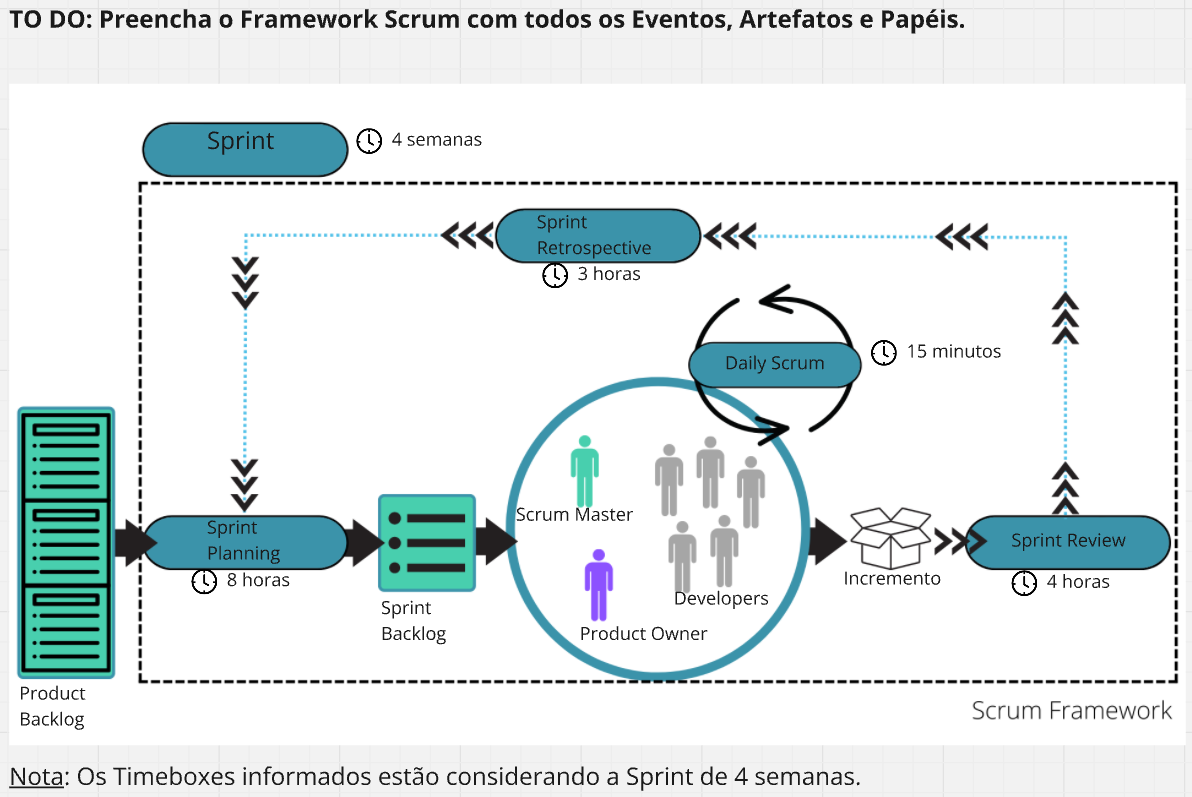 TO DO: Preencha o Framework Scrum com todos os Eventos, Artefatos e Papéis.
Sprint
4 semanas
Sprint
Retrospective
3 horas
Daily Scrum
15 minutos
Scrum Master
Sprint
Planning
8 horas
Sprint Review
4 horas
Incremento
Developers
Sprint
Backlog
Product Owner
Product
Backlog
Scrum Framework
Nota: Os Timeboxes informados estão considerando a Sprint de 4 semanas.